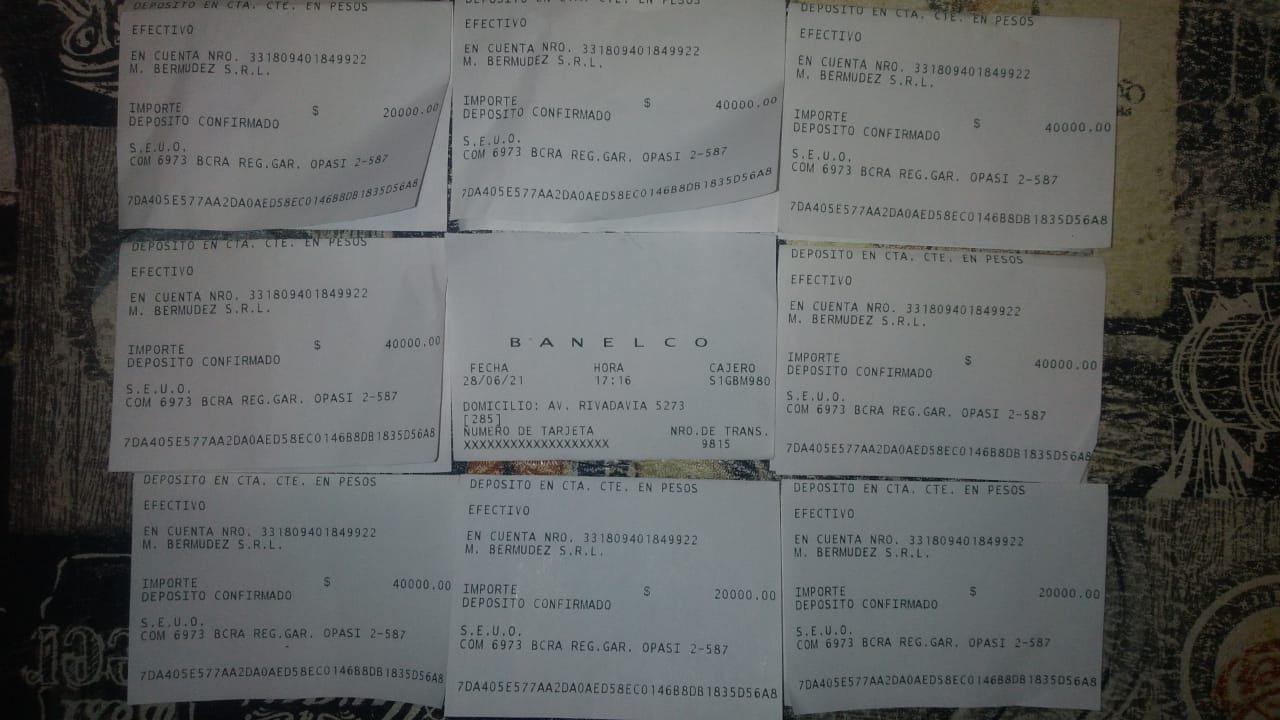 DEPOSITO EN CTA. CTE. EN PESOS
EFECTIVO
EN CUENTA NRO. 331809401849922
M. BERMUDEZ S.R.L.
IMPORTE $ 20000.00
DEPOSITO CONFIRMADO
S.E.U.O.
COM 6973 BCRA REG.GAR. OPASI 2-587
7DA405E577AA2DA0AED58EC0146B8DB1835D56A8
DEPOSITO EN CTA. CTE. EN PESOS
EFECTIVO
EN CUENTA NRO. 331809401849922
M. BERMUDEZ S.R.L.
IMPORTE $ 40000.00
DEPOSITO CONFIRMADO
S.E.U.O.
COM 6973 BCRA REG.GAR. OPASI 2-587
7DA405E577AA2DA0AED58EC0146B8DB1835D56A8
DEPOSITO EN CTA. CTE. EN PESOS
EFECTIVO
EN CUENTA NRO. 331809401849922
M. BERMUDEZ S.R.L.
IMPORTE $ 40000.00
DEPOSITO CONFIRMADO
S.E.U.O.
COM 6973 BCRA REG.GAR. OPASI 2-587
7DA405E577AA2DA0AED58EC0146B8DB1835D56A8
DEPOSITO EN CTA. CTE. EN PESOS
EFECTIVO
EN CUENTA NRO. 331809401849922
M. BERMUDEZ S.R.L.
IMPORTE $ 40000.00
DEPOSITO CONFIRMADO
S.E.U.O.
COM 6973 BCRA REG.GAR. OPASI 2-587
7DA405E577AA2DA0AED58EC0146B8DB1835D56A8
BANELCO
FECHA HORA CAJERO
28/06/21 17:16 S1GBM980
DOMICILIO: AV. RIVADAVIA 5273
[285]
NUMERO DE TARJETA NRO.DE TRANS.
XXXXXXXXXXXXXXXXXXX 9815
DEPOSITO EN CTA. CTE. EN PESOS
EFECTIVO
EN CUENTA NRO. 331809401849922
M. BERMUDEZ S.R.L.
IMPORTE $ 40000.00
DEPOSITO CONFIRMADO
S.E.U.O.
COM 6973 BCRA REG.GAR. OPASI 2-587
7DA405E577AA2DA0AED58EC0146B8DB1835D56A8
DEPOSITO EN CTA. CTE. EN PESOS
EFECTIVO
EN CUENTA NRO. 331809401849922
M. BERMUDEZ S.R.L.
IMPORTE $ 40000.00
DEPOSITO CONFIRMADO
S.E.U.O.
COM 6973 BCRA REG.GAR. OPASI 2-587
7DA405E577AA2DA0AED58EC0146B8DB1835D56A8
DEPOSITO EN CTA. CTE. EN PESOS
EFECTIVO
EN CUENTA NRO. 331809401849922
M. BERMUDEZ S.R.L.
IMPORTE $ 20000.00
DEPOSITO CONFIRMADO
S.E.U.O.
COM 6973 BCRA REG.GAR. OPASI 2-587
7DA405E577AA2DA0AED58EC0146B8DB1835D56A8
DEPOSITO EN CTA. CTE. EN PESOS
EFECTIVO
EN CUENTA NRO. 331809401849922
M. BERMUDEZ S.R.L.
IMPORTE $ 20000.00
DEPOSITO CONFIRMADO
S.E.U.O.
COM 6973 BCRA REG.GAR. OPASI 2-587
7DA405E577AA2DA0AED58EC0146B8DB1835D56A8